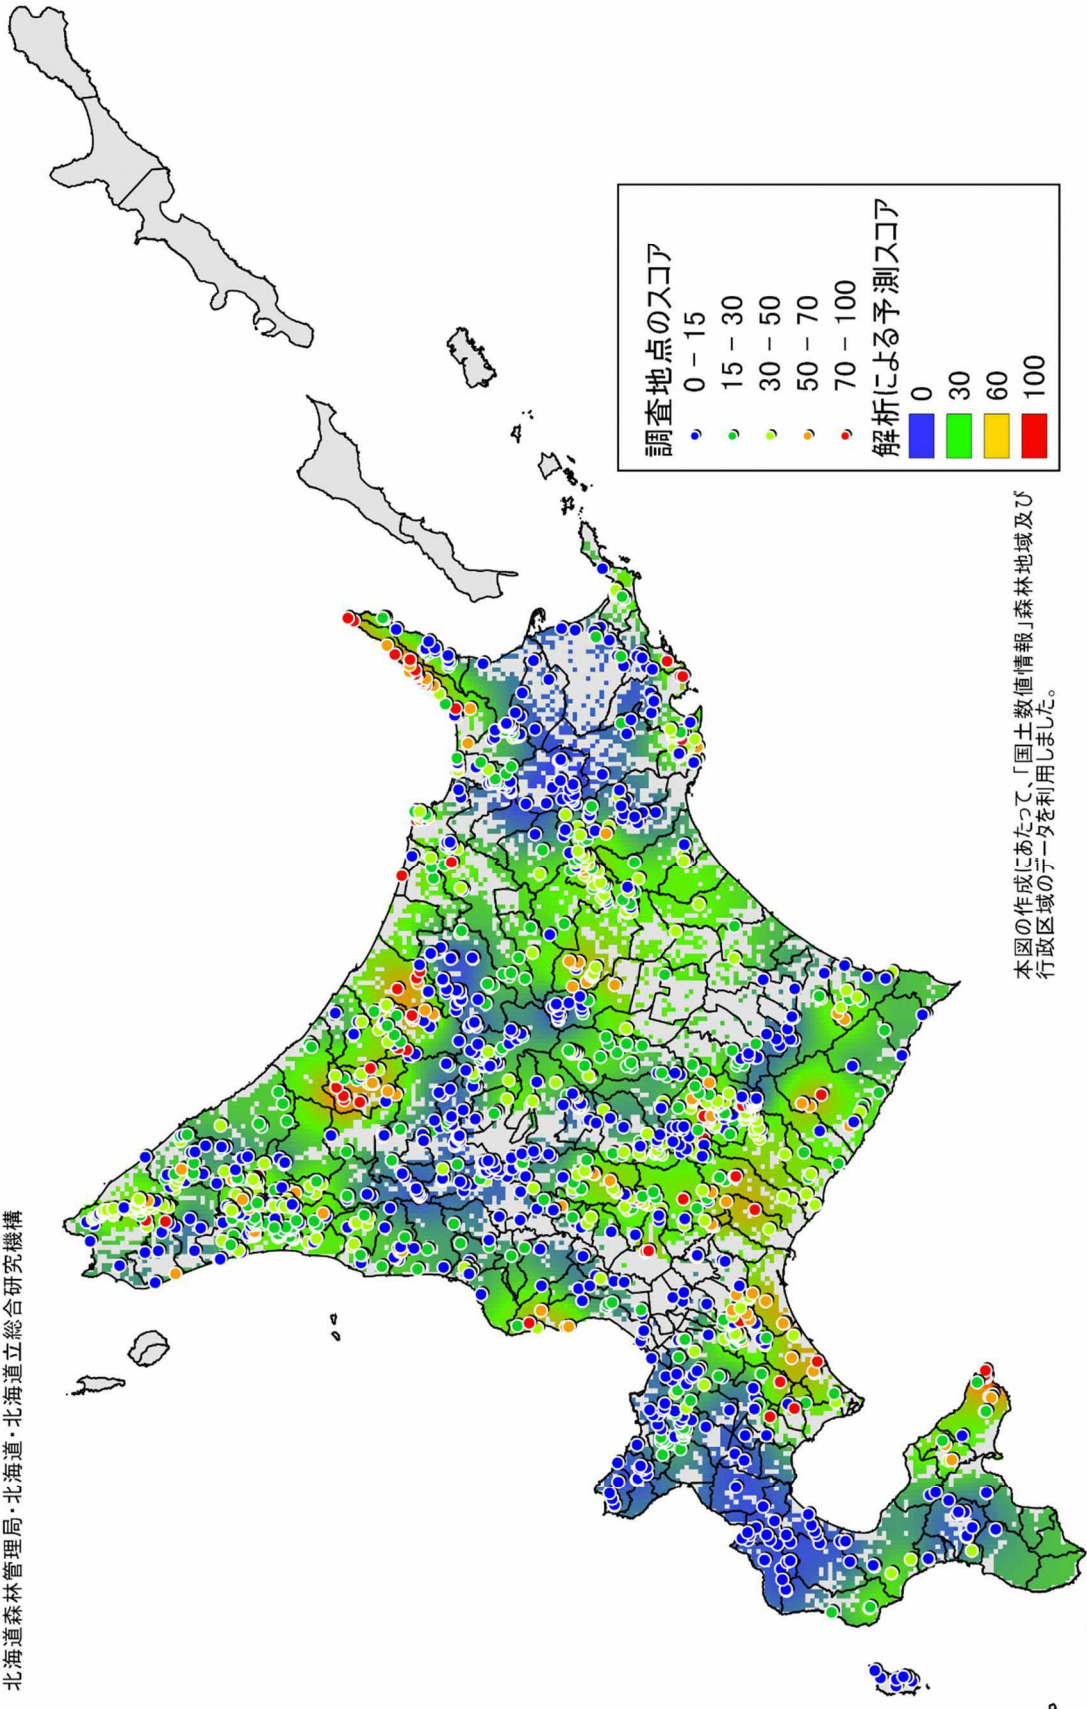 北海道森林管理局・北海道・北海道立総合研究機構
調査地点のスコア
0 - 15
15 - 30
30 - 50
50 - 70
70 - 100
解析による予測スコア
0
30
60
100
本図の作成にあたって、「国土数値情報」森林地域及び
行政区域のデータを利用しました。